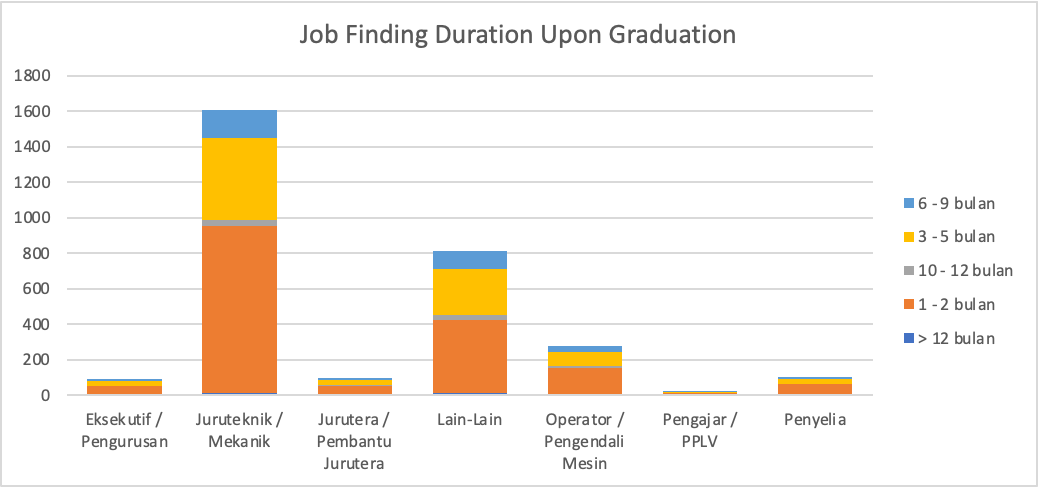 Job Finding Duration Upon Graduation
1800
1600
1400
1200
1000
800
600
400
200
0
Eksekutif /
Pengurusan
Juruteknik /
Mekanik
Jurutera /
Pembantu
Jurutera
Lain-Lain
Operator /
Pengendali
Mesin
Pengajar /
PPLV
Penyelia
6 - 9 bulan
3 - 5 bulan
10 - 12 bulan
1 - 2 bulan
> 12 bulan